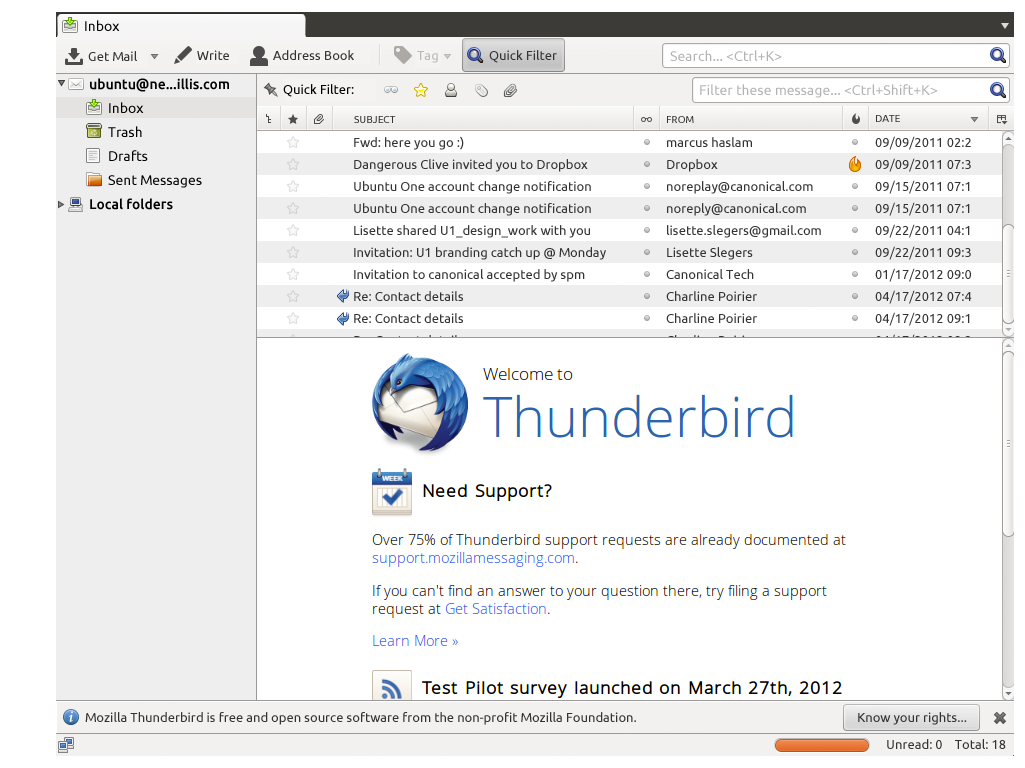 Inbox
Get Mail Write Address Book Tag Quick Filter Search... <Ctrl+K>
ubuntu@ne...illis.com
Inbox
Trash
Drafts
Sent Messages
Local folders
Quick Filter: Filter these message... <Ctrl+Shift+K>
SUBJECT FROM DATE
Fwd: here you go :) marcus haslam 09/09/2011 02:2
Dangerous Clive invited you to Dropbox Dropbox 09/09/2011 07:3
Ubuntu One account change notification noreplay@canonical.com 09/15/2011 07:1
Ubuntu One account change notification noreply@canonical.com 09/15/2011 07:1
Lisette shared U1_design_work with you lisette.slegers@gmail.com 09/22/2011 04:1
Invitation: U1 branding catch up @ Monday Lisette Slegers 09/22/2011 09:3
Invitation to canonical accepted by spm Canonical Tech 01/17/2012 09:0
Re: Contact details Charline Poirier 04/17/2012 07:4
Re: Contact details Charline Poirier 04/17/2012 09:1
Welcome to
Thunderbird
WEEK
Need Support?
Over 75% of Thunderbird support requests are already documented at
support.mozillamessaging.com.
If you can't find an answer to your question there, try filing a support
request at Get Satisfaction.
Learn More »
Test Pilot survey launched on March 27th, 2012
Mozilla Thunderbird is free and open source software from the non-profit Mozilla Foundation. Know your rights...
Unread: 0 Total: 18